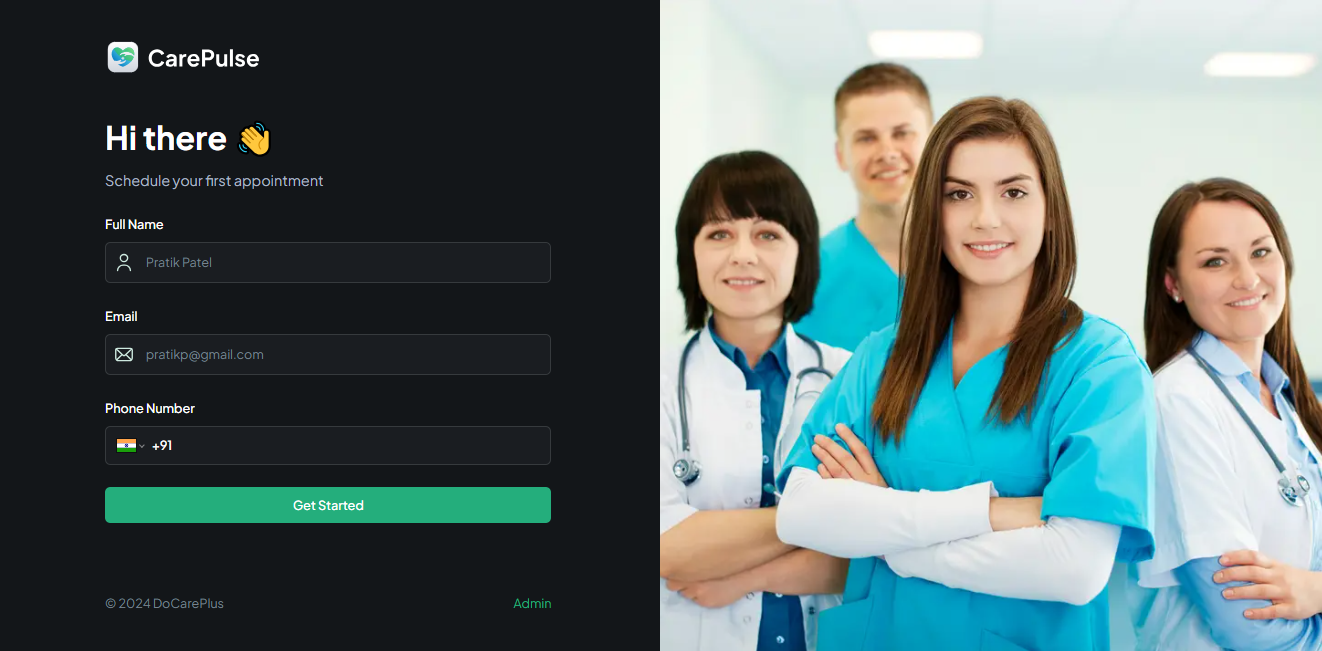 CarePulse
Hi there 👋
Schedule your first appointment
Full Name
Pratik Patel
Email
pratikp@gmail.com
Phone Number
+91
Get Started
© 2024 DoCarePlus
Admin